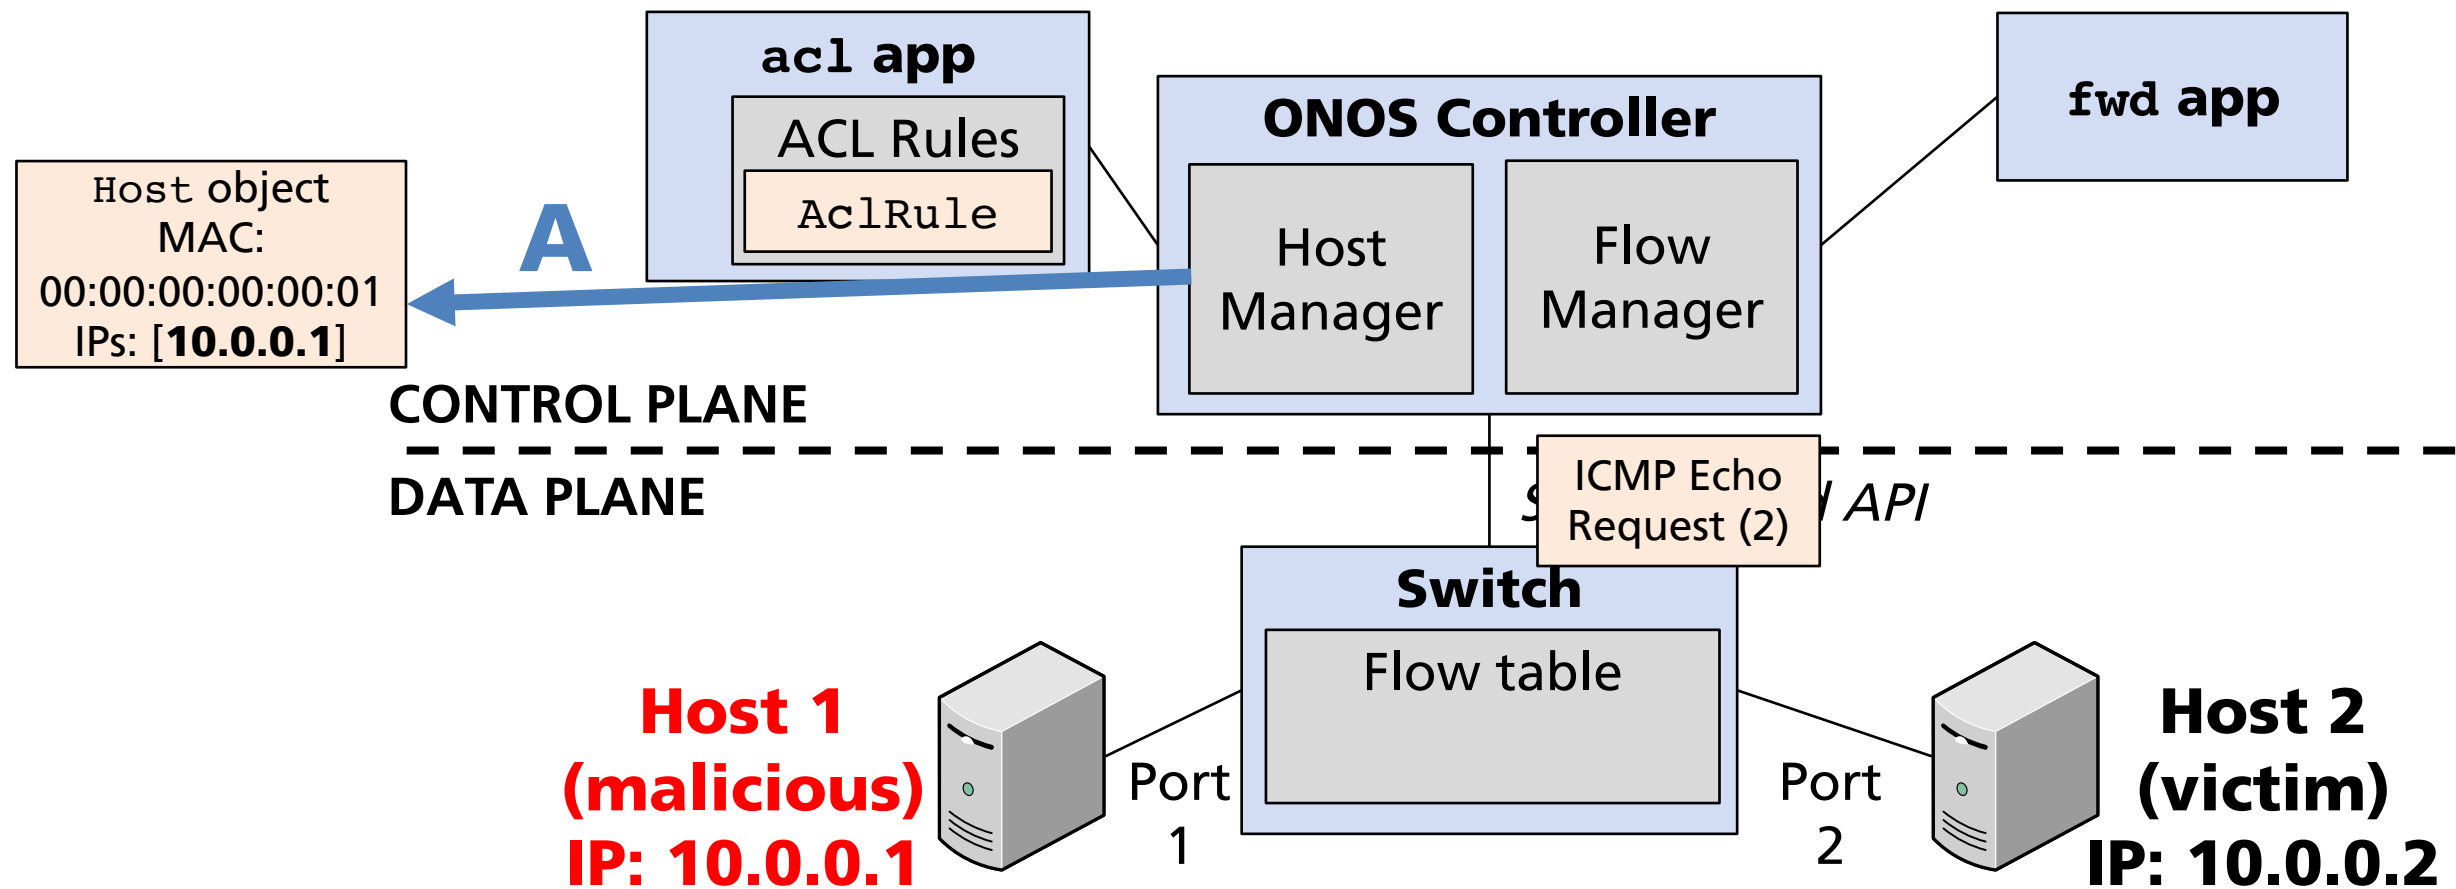 acl app
ACL Rules
AclRule
Host object
MAC:
00:00:00:00:00:01
IPs: [10.0.0.1]
A
ONOS Controller
Host
Manager
Flow
Manager
fwd app
CONTROL PLANE
DATA PLANE
ICMP Echo
Request (2)
API
Switch
Flow table
Host 1
(malicious)
IP: 10.0.0.1
Port
1
Port
2
Host 2
(victim)
IP: 10.0.0.2